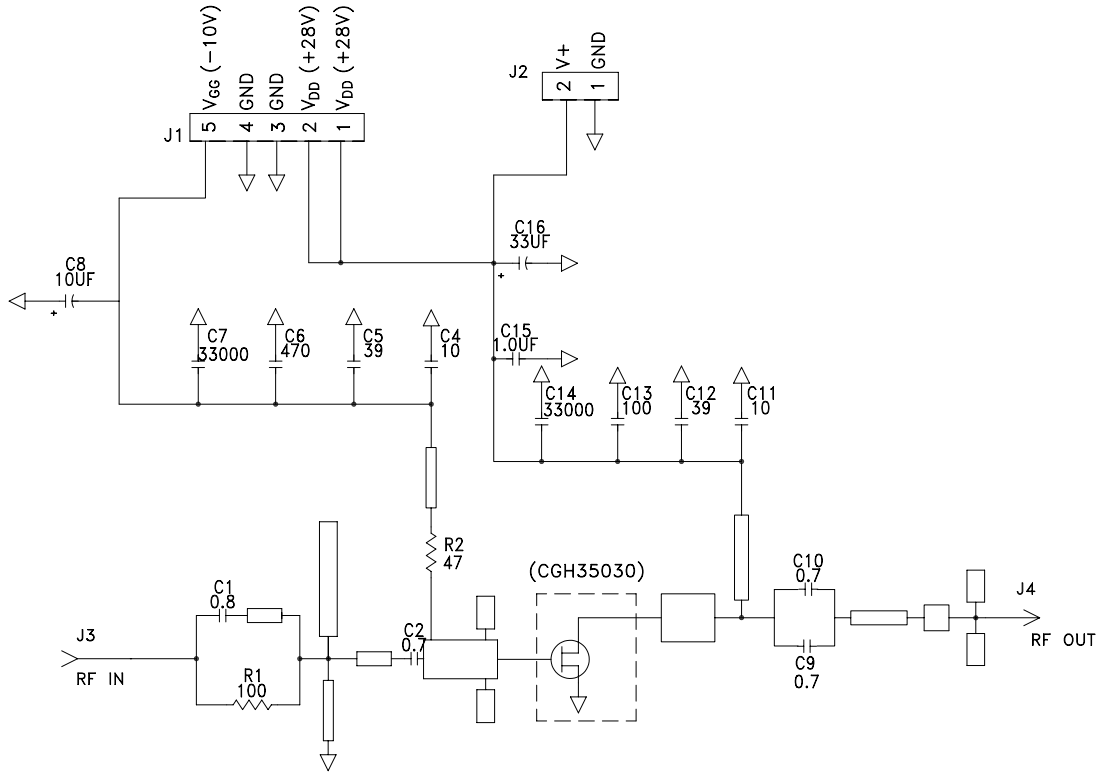 VGG (-10V)
GND
GND
VDD (+28V)
VDD (+28V)
J1
5
4
3
2
1
V+
GND
J2
2
1
C16
33UF
+
C8
10UF
+
C7
33000
C6
470
C5
39
C4
10
C15
1.0UF
C14
33000
C13
100
C12
39
C11
10
R2
47
(CGH35030)
C10
0.7
C1
0.8
J4
RF OUT
J3
RF IN
C2
0.7
R1
100
C9
0.7